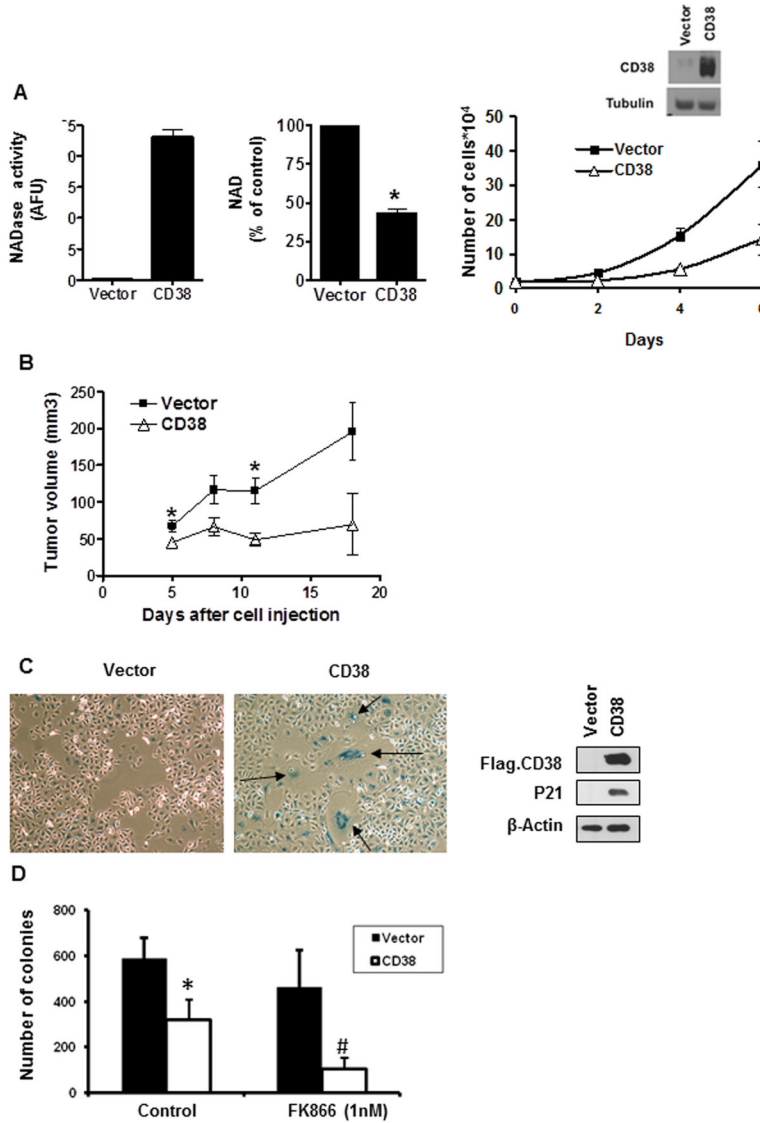 Vector
CD38
CD38
Tubulin
A
NADase activity
(AFU)
5
0
0
5
Vector
CD38
NAD
(% of control)
100
75
50
25
0
*
Vector
CD38
Number of cells*10⁴
50
40
30
20
10
0
Vector
CD38
0
2
4
Days
B
Tumor volume (mm3)
250
200
150
100
50
0
Vector
CD38
*
*
0
5
10
15
20
Days after cell injection
C
Vector
CD38
Vector
CD38
Flag.CD38
P21
β-Actin
D
Number of colonies
800
600
400
200
0
*
#
Vector
CD38
Control
FK866 (1nM)